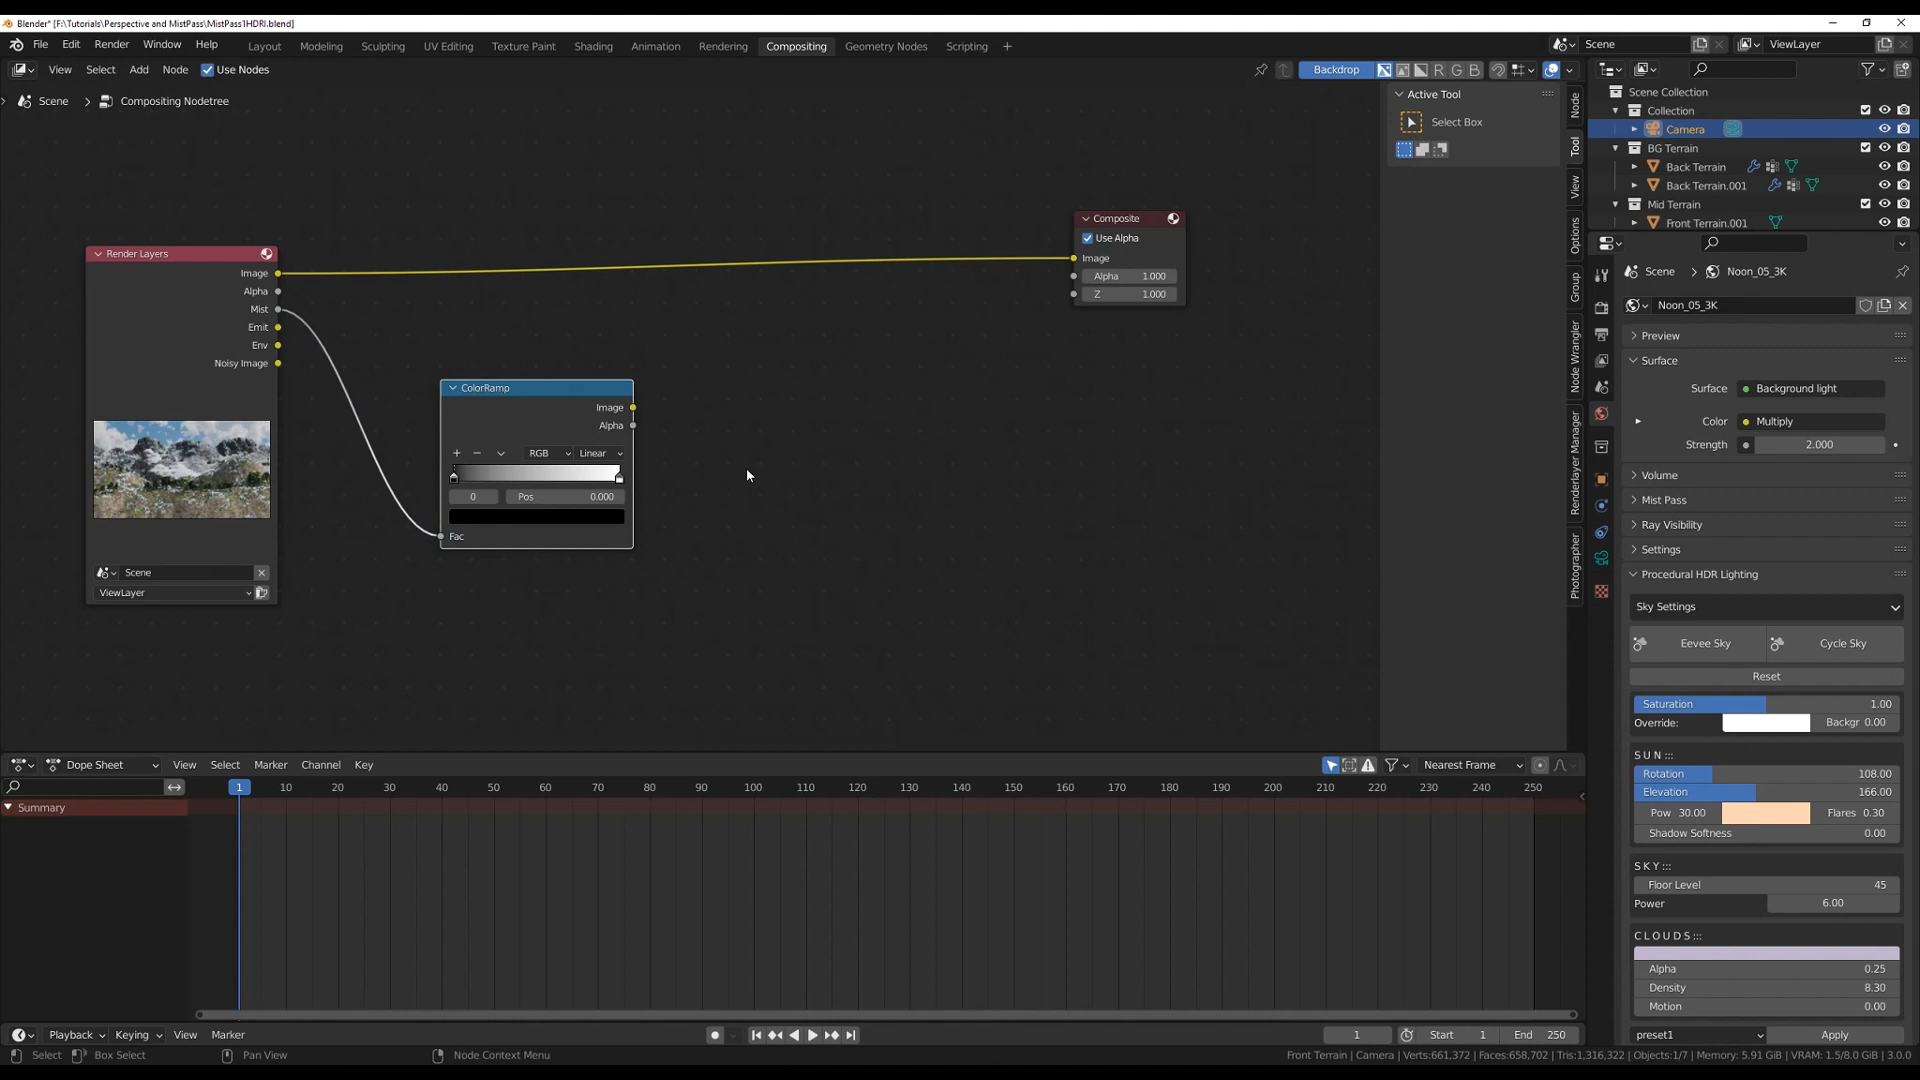 Blender* [F:\Tutorials\Perspective and MistPass\MistPass1HDRI.blend]
File Edit Render Window Help Layout Modeling Sculpting UV Editing Texture Paint Shading Animation Rendering Compositing Geometry Nodes Scripting + Scene ViewLayer
View Select Add Node Use Nodes Backdrop R G B
Scene > Compositing Nodetree
Active Tool
Select Box
Node
Tool
View
Options
Group
Node Wrangler
Renderlayer Manager
Photographer
Render Layers
Image
Alpha
Mist
Emit
Env
Noisy Image
Scene
ViewLayer
ColorRamp
Image
Alpha
+ − RGB Linear
0 Pos 0.000
Fac
Composite
Use Alpha
Image
Alpha 1.000
Z 1.000
Scene Collection
Collection
Camera
BG Terrain
Back Terrain
Back Terrain.001
Mid Terrain
Front Terrain.001
Scene > Noon_05_3K
Noon_05_3K
Preview
Surface
Surface Background light
Color Multiply
Strength 2.000
Volume
Mist Pass
Ray Visibility
Settings
Procedural HDR Lighting
Sky Settings
Eevee Sky Cycle Sky
Reset
Saturation 1.00
Override: Backgr 0.00
S U N :::
Rotation 108.00
Elevation 166.00
Pow 30.00 Flares 0.30
Shadow Softness 0.00
S K Y :::
Floor Level 45
Power 6.00
C L O U D S :::
Alpha 0.25
Density 8.30
Motion 0.00
preset1 Apply
Dope Sheet View Select Marker Channel Key Nearest Frame
1 10 20 30 40 50 60 70 80 90 100 110 120 130 140 150 160 170 180 190 200 210 220 230 240 250
Summary
Playback Keying View Marker 1 Start 1 End 250
Select Box Select Pan View Node Context Menu Front Terrain | Camera | Verts:661,372 | Faces:658,702 | Tris:1,316,322 | Objects:1/7 | Memory: 5.91 GiB | VRAM: 1.5/8.0 GiB | 3.0.0